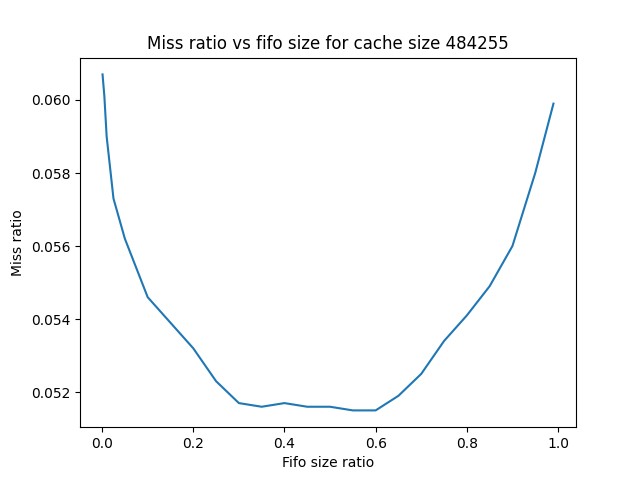 Miss ratio vs fifo size for cache size 484255
0.060
0.058
0.056
0.054
0.052
Miss ratio
0.0 0.2 0.4 0.6 0.8 1.0
Fifo size ratio